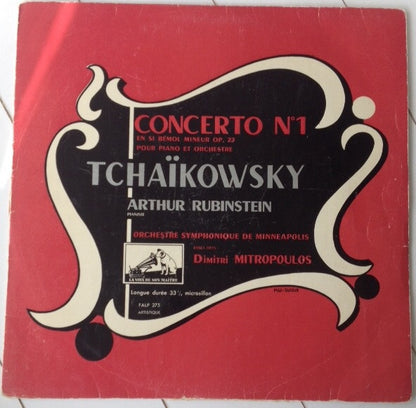 CONCERTO N°1
EN SI BÉMOL MINEUR OP. 22
POUR PIANO ET ORCHESTRE
TCHAÏKOWSKY
ARTHUR RUBINSTEIN
PIANISTE
ORCHESTRE SYMPHONIQUE DE MINNEAPOLIS
DIMITRI MITROPOULOS
LA VOIX DE SON MAÎTRE
Longue durée 33⅓, microsillon
FALP 275
ARTISTIQUE